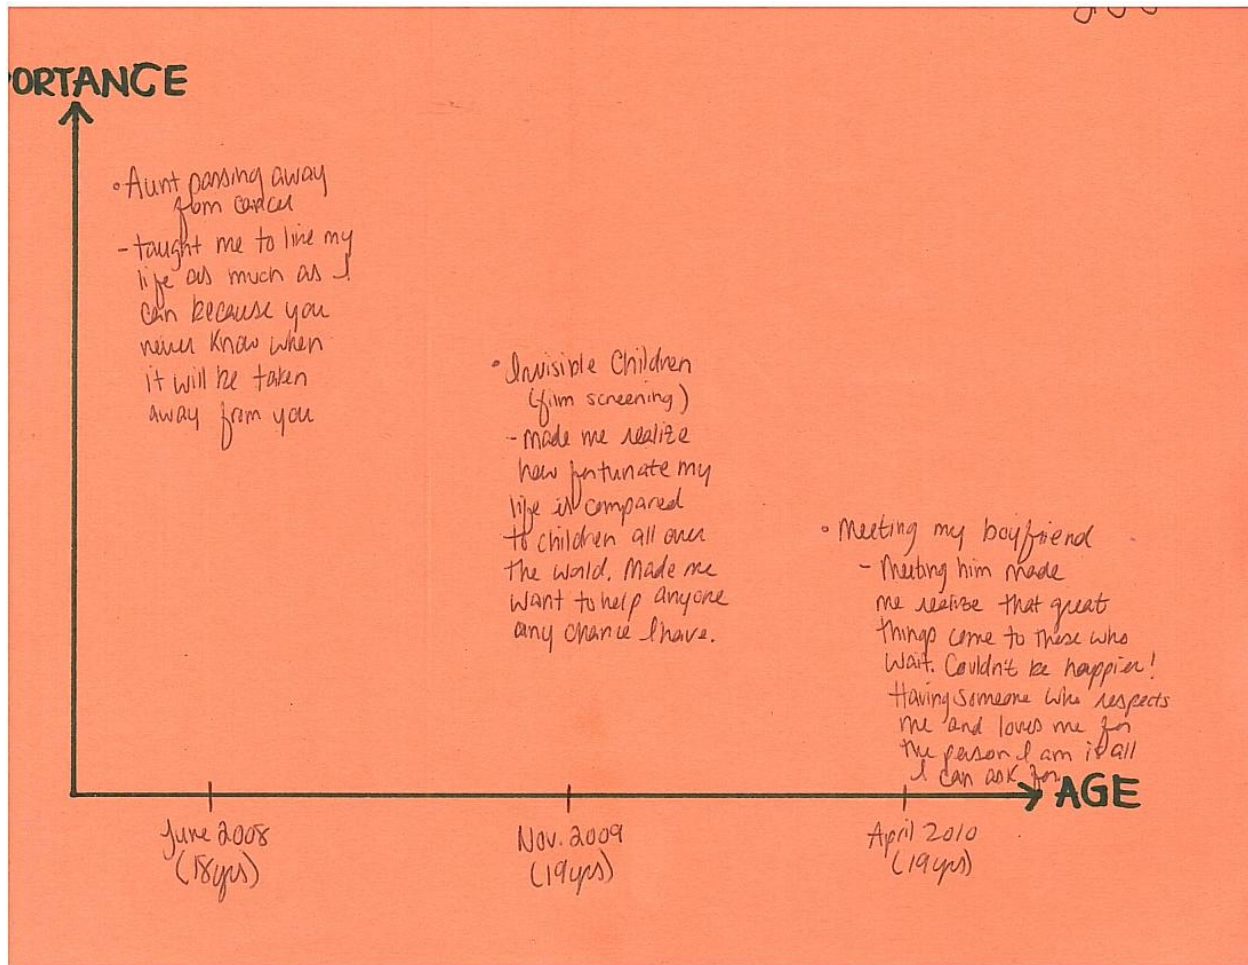 ORTANCE
• Aunt passing away
from cancer
- taught me to live my
life as much as I
can because you
never know when
it will be taken
away from you
• Invisible Children
(film screening)
- made me realize
how fortunate my
life is compared
to children all over
the world. Made me
want to help anyone
any chance I have.
• Meeting my boyfriend
- Meeting him made
me realize that great
things come to those who
wait. Couldn't be happier!
Having someone who respects
me and loves me for
the person I am is all
I can ask for
AGE
June 2008
(18yrs)
Nov. 2009
(19yrs)
April 2010
(19yrs)